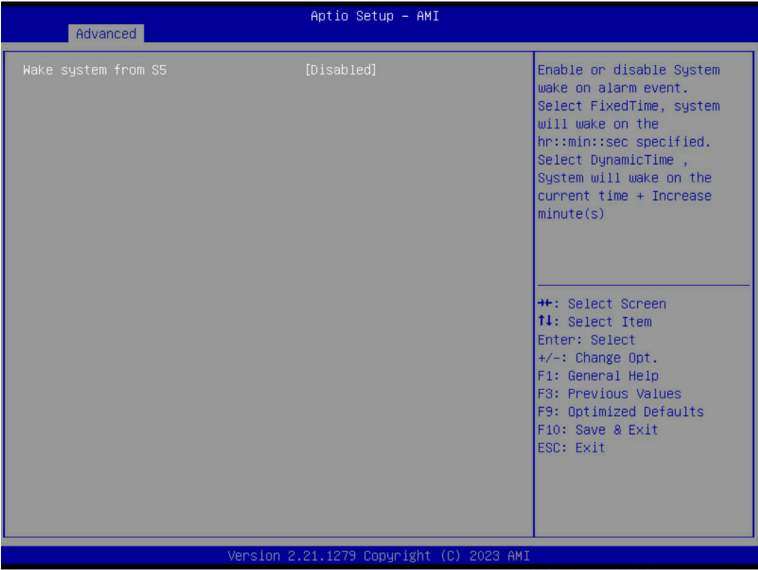 Aptio Setup – AMI
Advanced
Wake system from S5 [Disabled]
Enable or disable System
wake on alarm event.
Select FixedTime, system
will wake on the
hr::min::sec specified.
Select DynamicTime ,
System will wake on the
current time + Increase
minute(s)
→←: Select Screen
↑↓: Select Item
Enter: Select
+/-: Change Opt.
F1: General Help
F3: Previous Values
F9: Optimized Defaults
F10: Save & Exit
ESC: Exit
Version 2.21.1279 Copyright (C) 2023 AMI